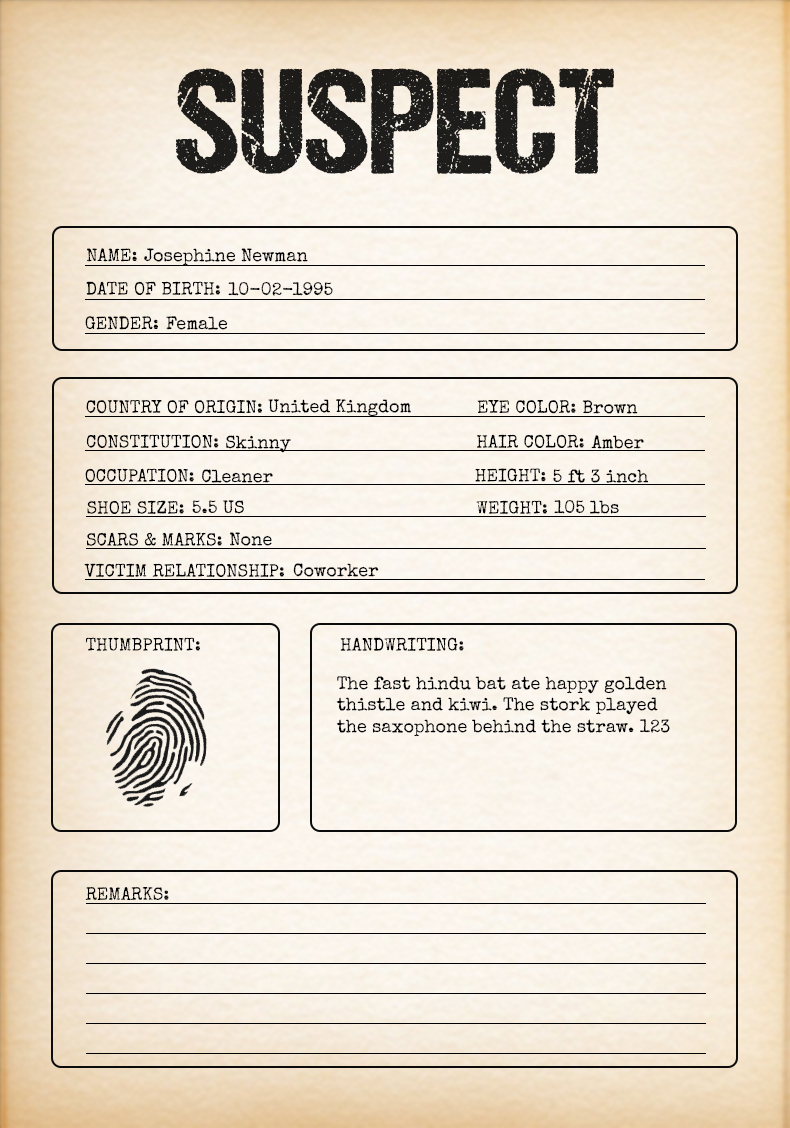 SUSPECT
NAME: Josephine Newman
DATE OF BIRTH: 10-02-1995
GENDER: Female
COUNTRY OF ORIGIN: United Kingdom
EYE COLOR: Brown
CONSTITUTION: Skinny
HAIR COLOR: Amber
OCCUPATION: Cleaner
HEIGHT: 5 ft 3 inch
SHOE SIZE: 5.5 US
WEIGHT: 105 lbs
SCARS & MARKS: None
VICTIM RELATIONSHIP: Coworker
THUMBPRINT:
HANDWRITING:
The fast hindu bat ate happy golden
thistle and kiwi. The stork played
the saxophone behind the straw. 123
REMARKS: